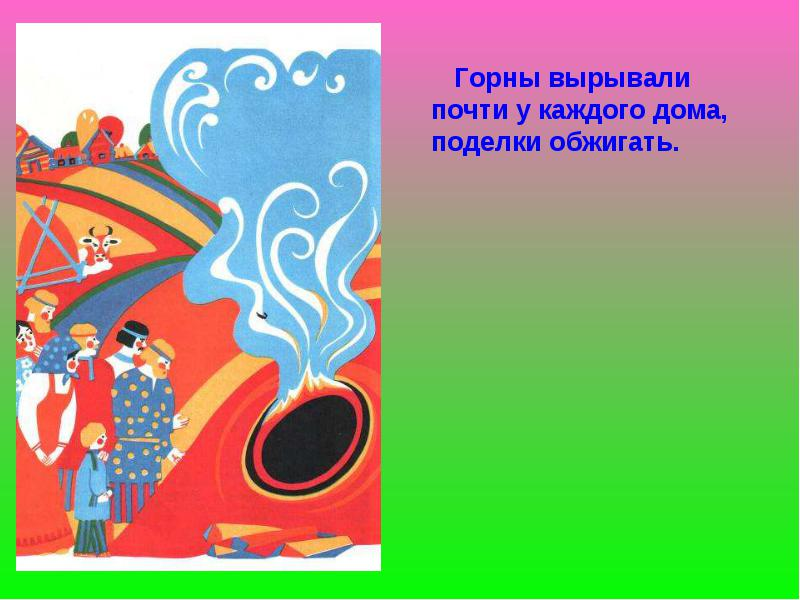 Горны вырывали
почти у каждого дома,
поделки обжигать.